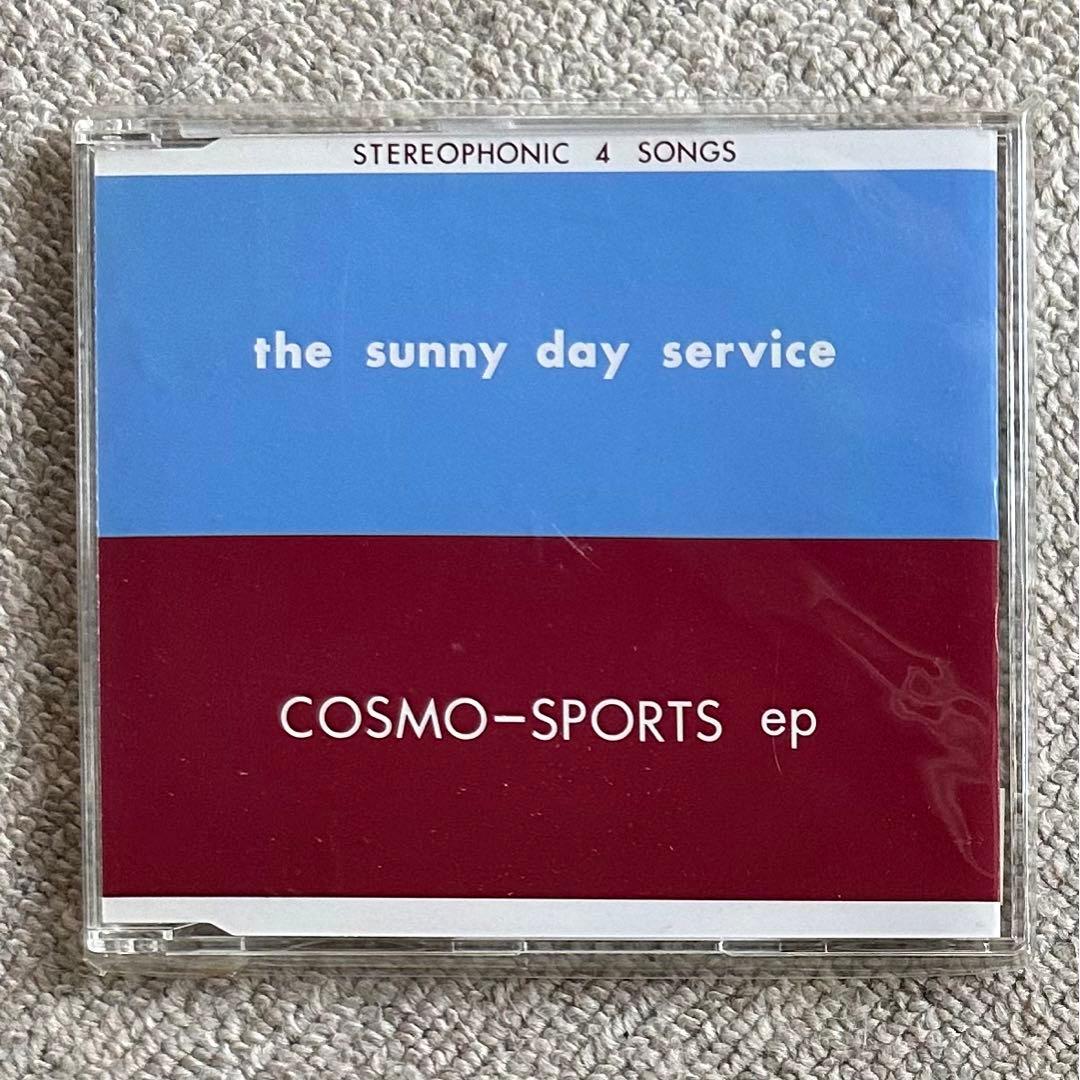 STEREOPHONIC 4 SONGS
the sunny day service
COSMO-SPORTS ep